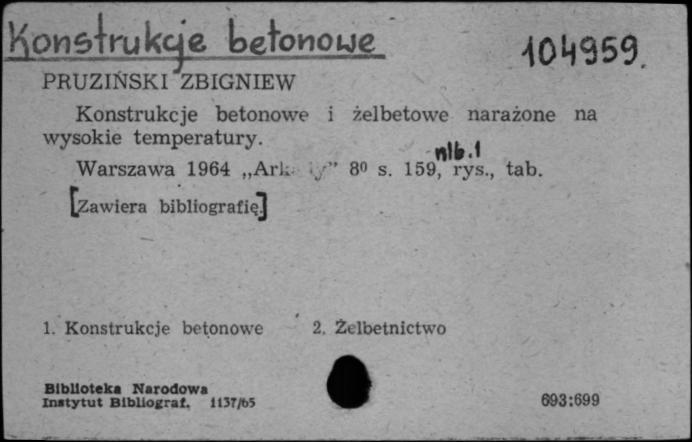 Konstrukcje betonowe 104959.
PRUZIŃSKI ZBIGNIEW
Konstrukcje betonowe i żelbetowe narażone na
wysokie temperatury.
nlb.1
Warszawa 1964 8⁰ s. 159, rys., tab.
[Zawiera bibliografię.]
1. Konstrukcje betonowe 2. Żelbetnictwo
Biblioteka Narodowa
Instytut Bibliograf. 1137/65 693:699